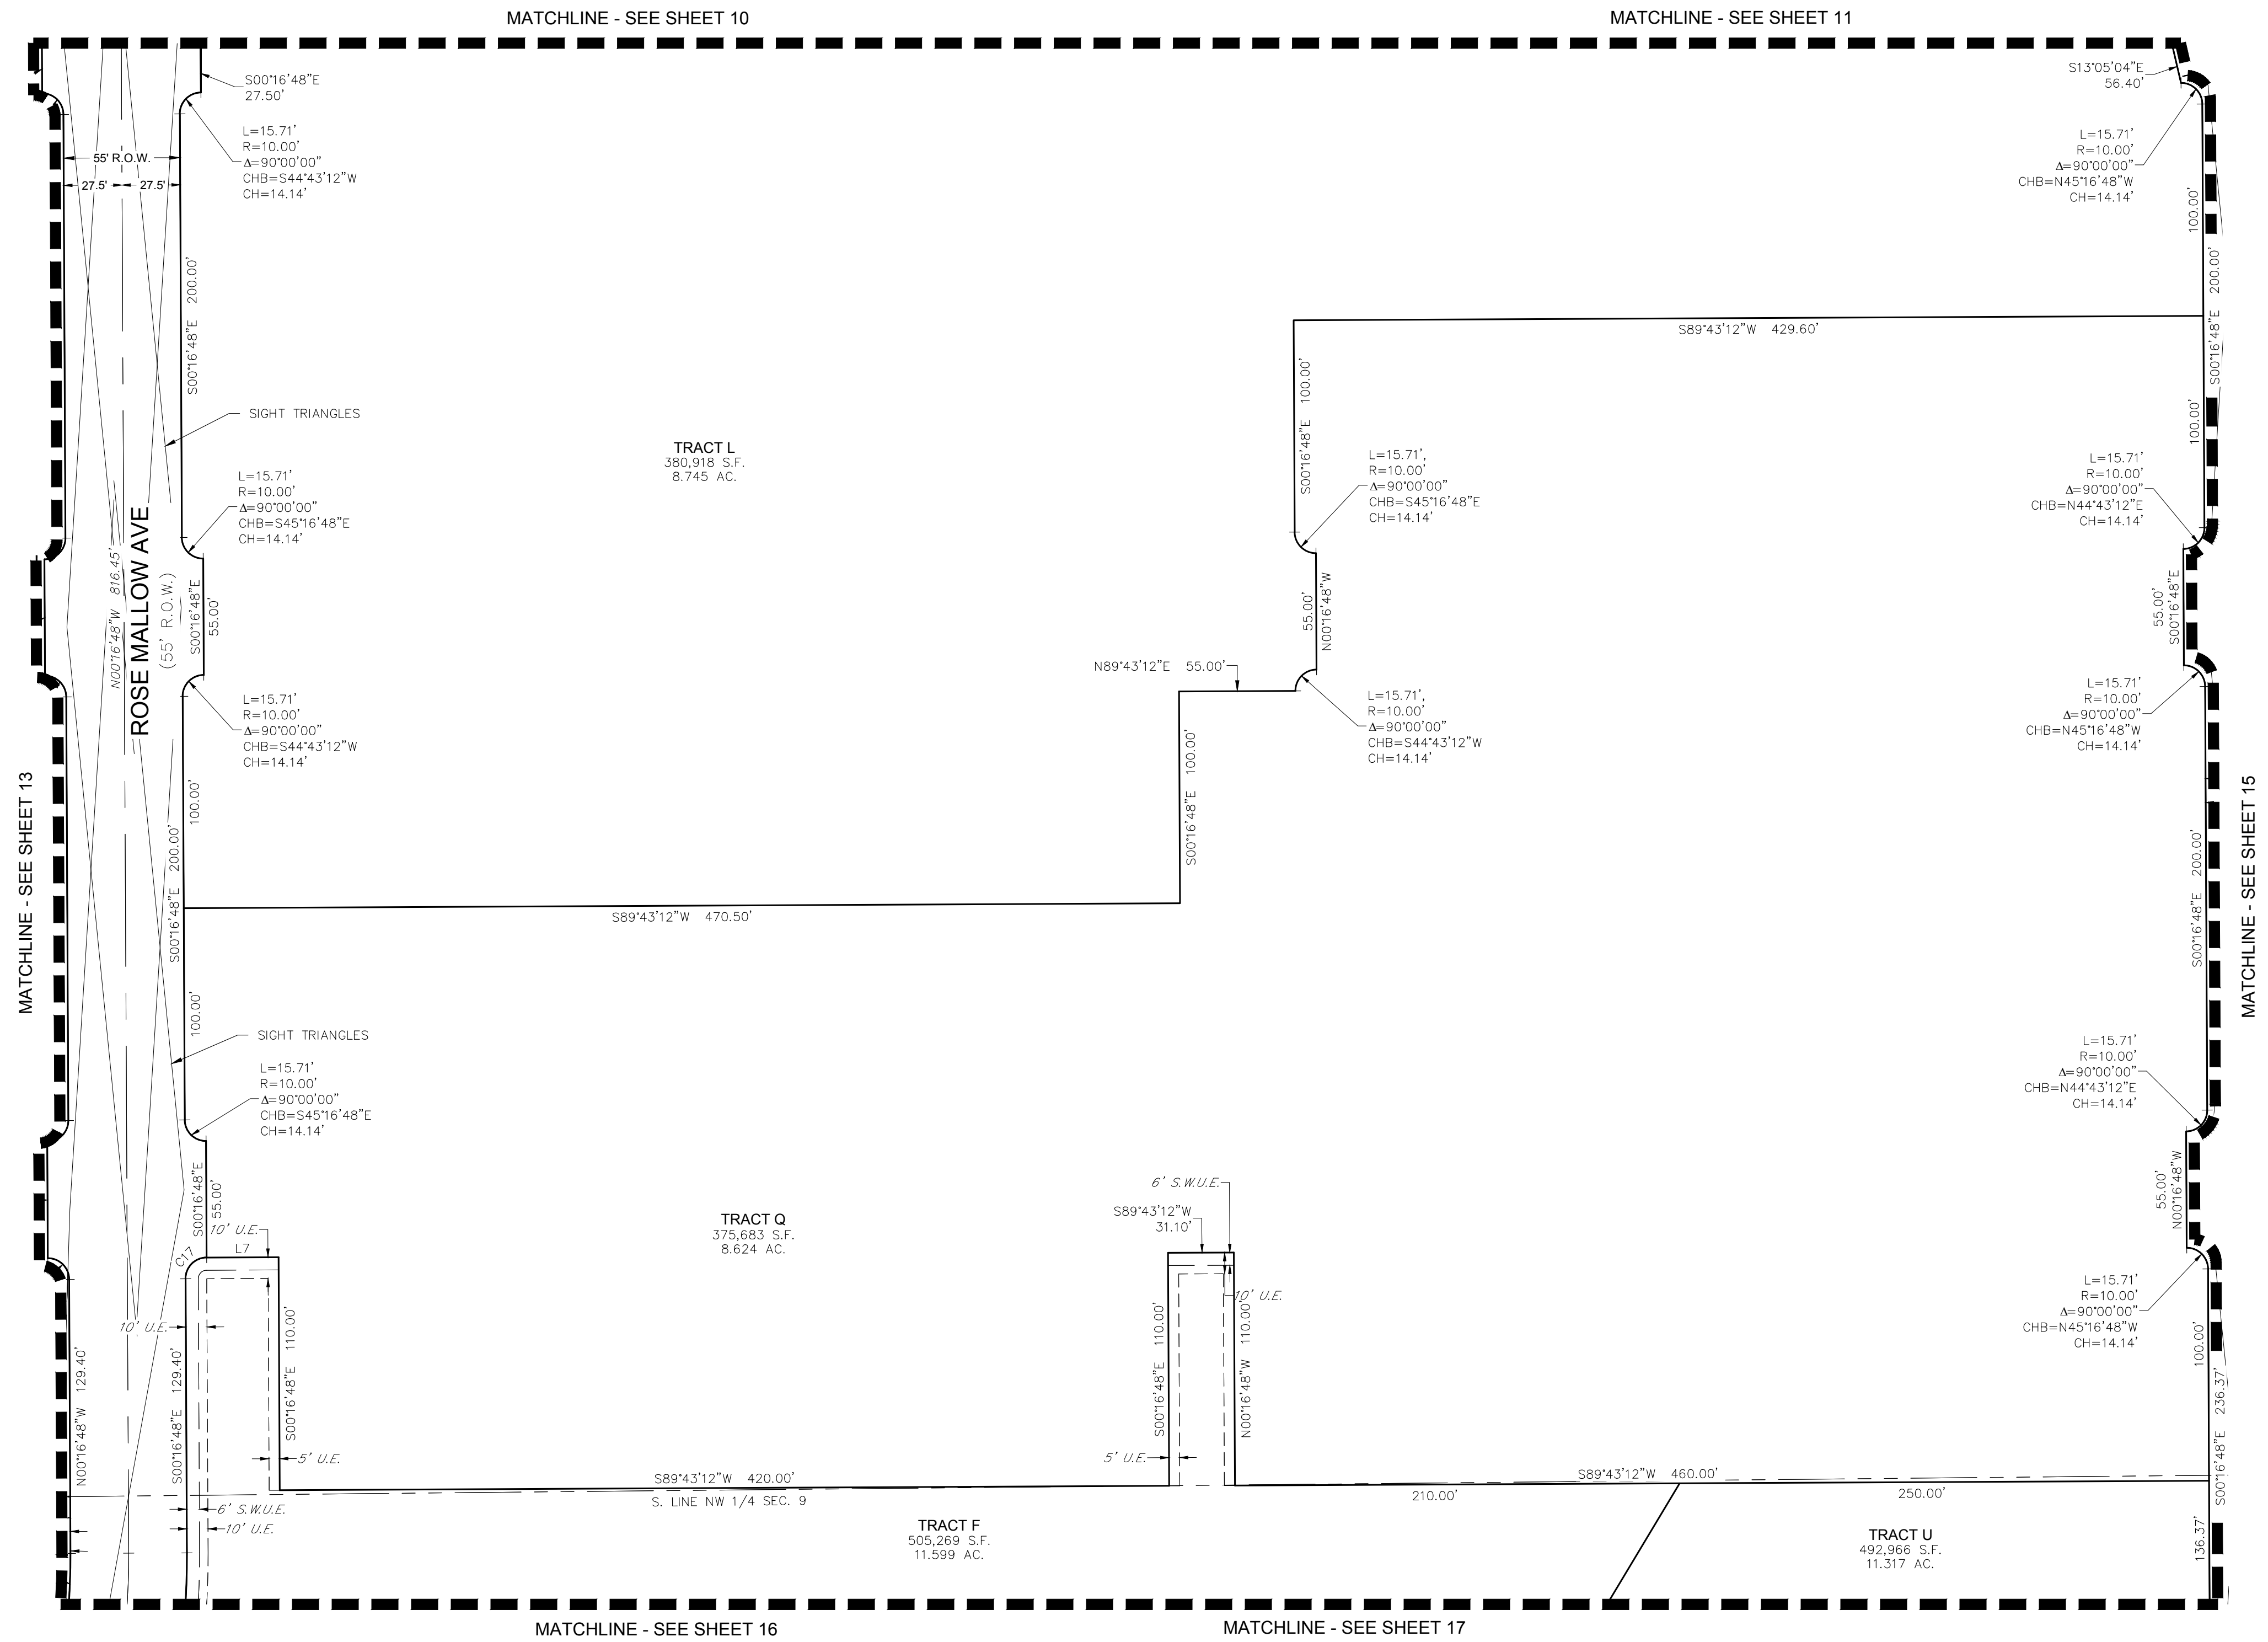 MATCHLINE - SEE SHEET 10
MATCHLINE - SEE SHEET 11
S00°16'48"E
27.50'
S13°05'04"E
56.40'
L=15.71'
R=10.00'
Δ=90°00'00"
CHB=S44°43'12"W
CH=14.14'
L=15.71'
R=10.00'
Δ=90°00'00"
CHB=N45°16'48"W
CH=14.14'
55' R.O.W.
27.5'
27.5'
S00°16'48"E 200.00'
100.00'
S00°16'48"E 200.00'
S89°43'12"W 429.60'
S00°16'48"E 100.00'
100.00'
SIGHT TRIANGLES
TRACT L
380,918 S.F.
8.745 AC.
L=15.71'
R=10.00'
Δ=90°00'00"
CHB=S45°16'48"E
CH=14.14'
L=15.71',
R=10.00'
Δ=90°00'00"
CHB=S45°16'48"E
CH=14.14'
L=15.71'
R=10.00'
Δ=90°00'00"
CHB=N44°43'12"E
CH=14.14'
N00°16'48"W 816.45'
ROSE MALLOW AVE
(55' R.O.W.)
S00°16'48"E
55.00'
55.00'
N00°16'48"W
55.00'
S00°16'48"E
N89°43'12"E 55.00'
L=15.71'
R=10.00'
Δ=90°00'00"
CHB=S44°43'12"W
CH=14.14'
L=15.71',
R=10.00'
Δ=90°00'00"
CHB=S44°43'12"W
CH=14.14'
L=15.71'
R=10.00'
Δ=90°00'00"
CHB=N45°16'48"W
CH=14.14'
MATCHLINE - SEE SHEET 13
MATCHLINE - SEE SHEET 15
100.00'
S00°16'48"E 200.00'
S00°16'48"E 100.00'
S00°16'48"E 200.00'
S89°43'12"W 470.50'
100.00'
SIGHT TRIANGLES
L=15.71'
R=10.00'
Δ=90°00'00"
CHB=S45°16'48"E
CH=14.14'
L=15.71'
R=10.00'
Δ=90°00'00"
CHB=N44°43'12"E
CH=14.14'
S00°16'48"E
55.00'
55.00'
N00°16'48"W
6' S.W.U.E.
S89°43'12"W
31.10'
10' U.E.
L7
C17
TRACT Q
375,683 S.F.
8.624 AC.
10' U.E.
10' U.E.
L=15.71'
R=10.00'
Δ=90°00'00"
CHB=N45°16'48"W
CH=14.14'
N00°16'48"W 129.40'
S00°16'48"E 129.40'
S00°16'48"E 110.00'
S00°16'48"E 110.00'
N00°16'48"W 110.00'
100.00'
S00°16'48"E 236.37'
5' U.E.
5' U.E.
S89°43'12"W 420.00'
S. LINE NW 1/4 SEC. 9
S89°43'12"W 460.00'
210.00'
250.00'
6' S.W.U.E.
10' U.E.
TRACT F
505,269 S.F.
11.599 AC.
TRACT U
492,966 S.F.
11.317 AC.
136.37'
MATCHLINE - SEE SHEET 16
MATCHLINE - SEE SHEET 17